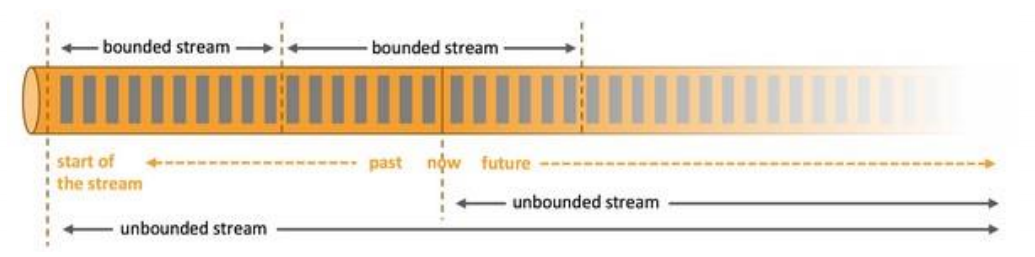 bounded stream bounded stream
start of past now future
the stream
unbounded stream
unbounded stream